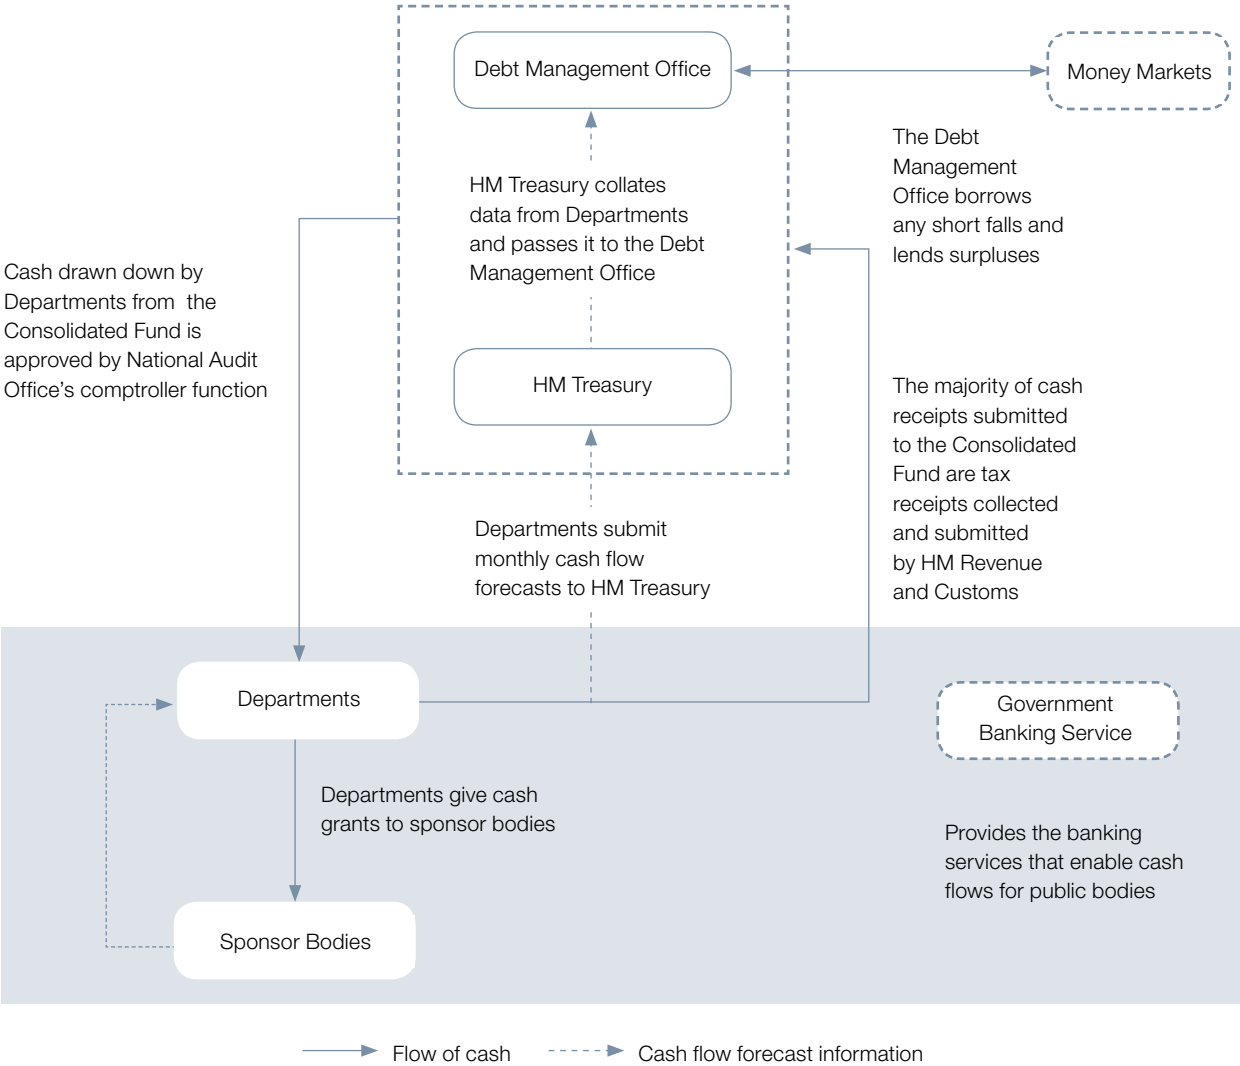 Debt Management Office
Money Markets
The Debt
Management
Office borrows
any short falls and
lends surpluses
HM Treasury collates
data from Departments
and passes it to the Debt
Management Office
Cash drawn down by
Departments from the
Consolidated Fund is
approved by National Audit
Office's comptroller function
HM Treasury
The majority of cash
receipts submitted
to the Consolidated
Fund are tax
receipts collected
and submitted
by HM Revenue
and Customs
Departments submit
monthly cash flow
forecasts to HM Treasury
Departments
Government
Banking Service
Departments give cash
grants to sponsor bodies
Provides the banking
services that enable cash
flows for public bodies
Sponsor Bodies
Flow of cash
Cash flow forecast information